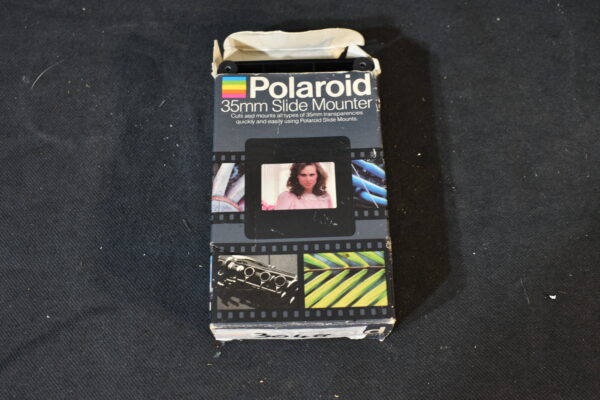 Polaroid
35mm Slide Mounter
Cuts and mounts all types of 35mm transparencies
quickly and easily using Polaroid Slide Mounts.